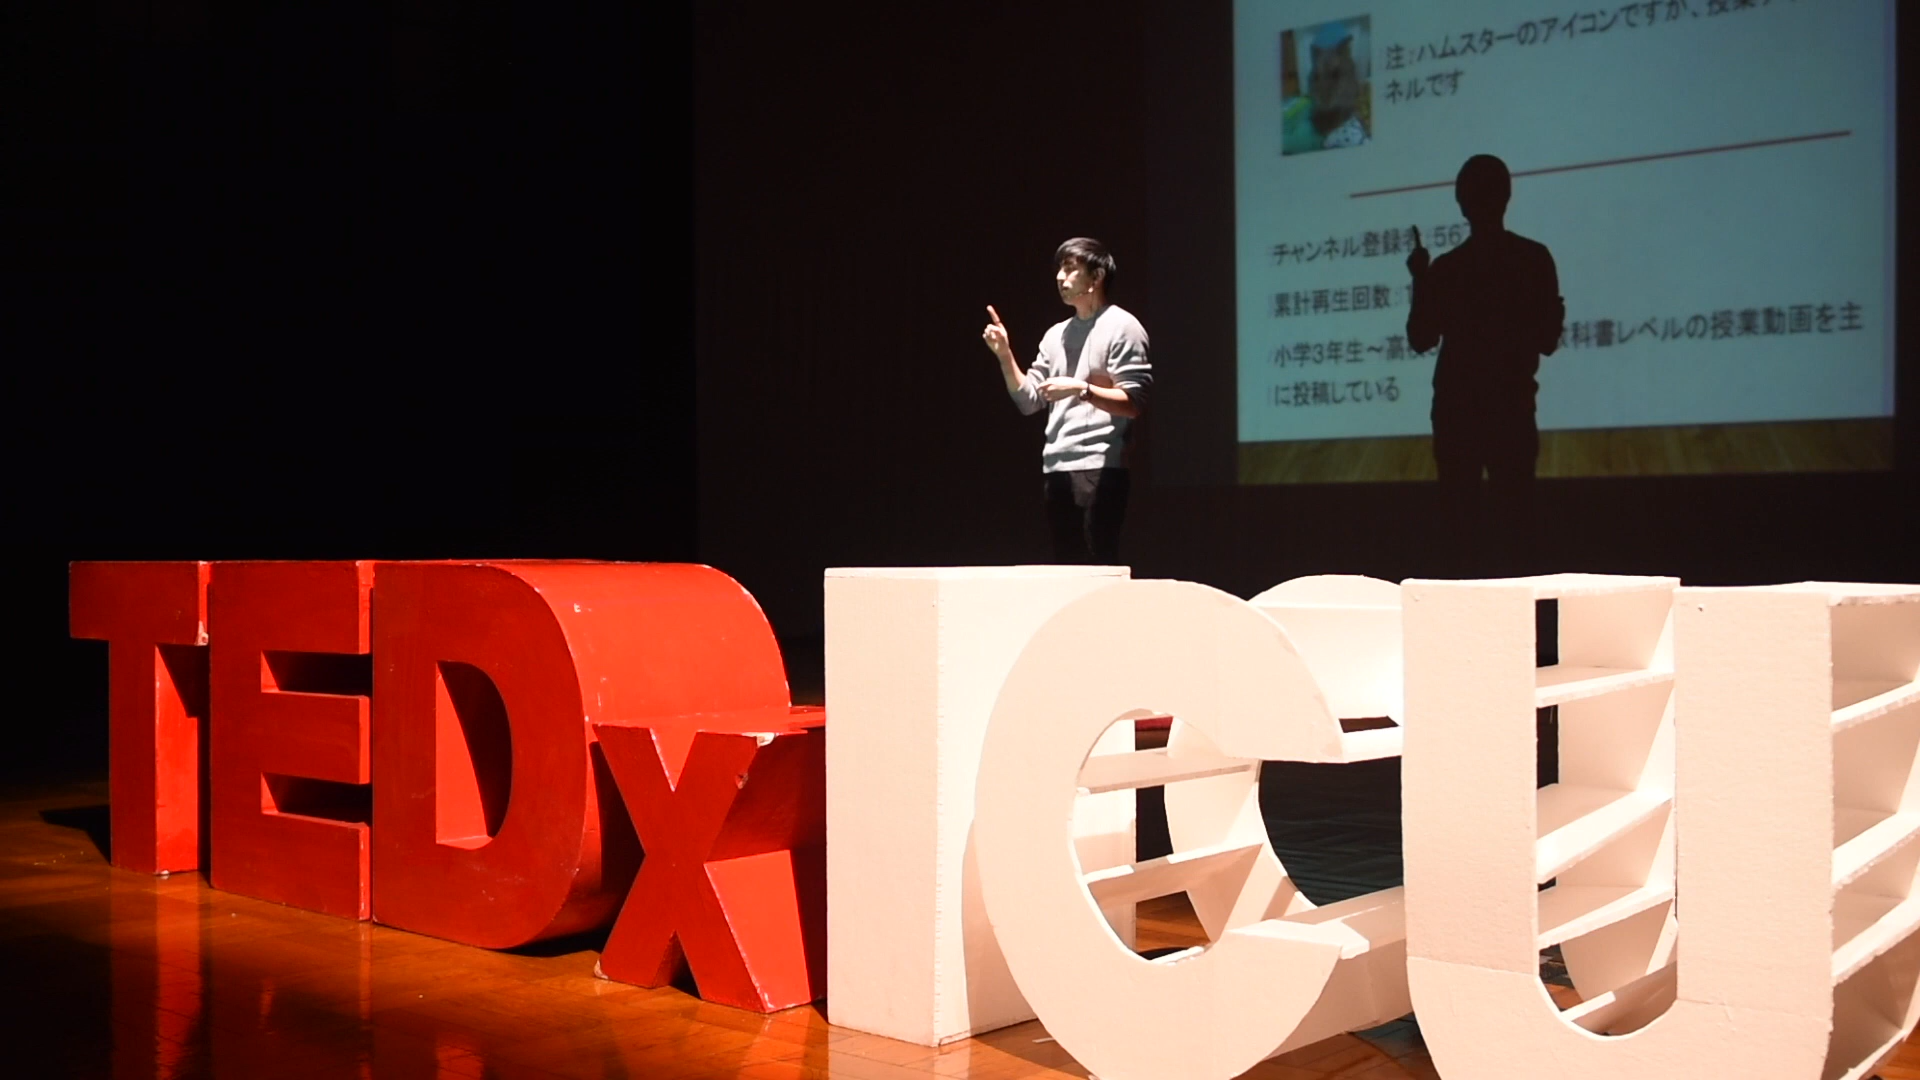 注：ハムスターのアイコンですが、授業
ネルです
チャンネル登録者：567
累計再生回数：1
小学3年生～高校 教科書レベルの授業動画を主
に投稿している
TEDxICU